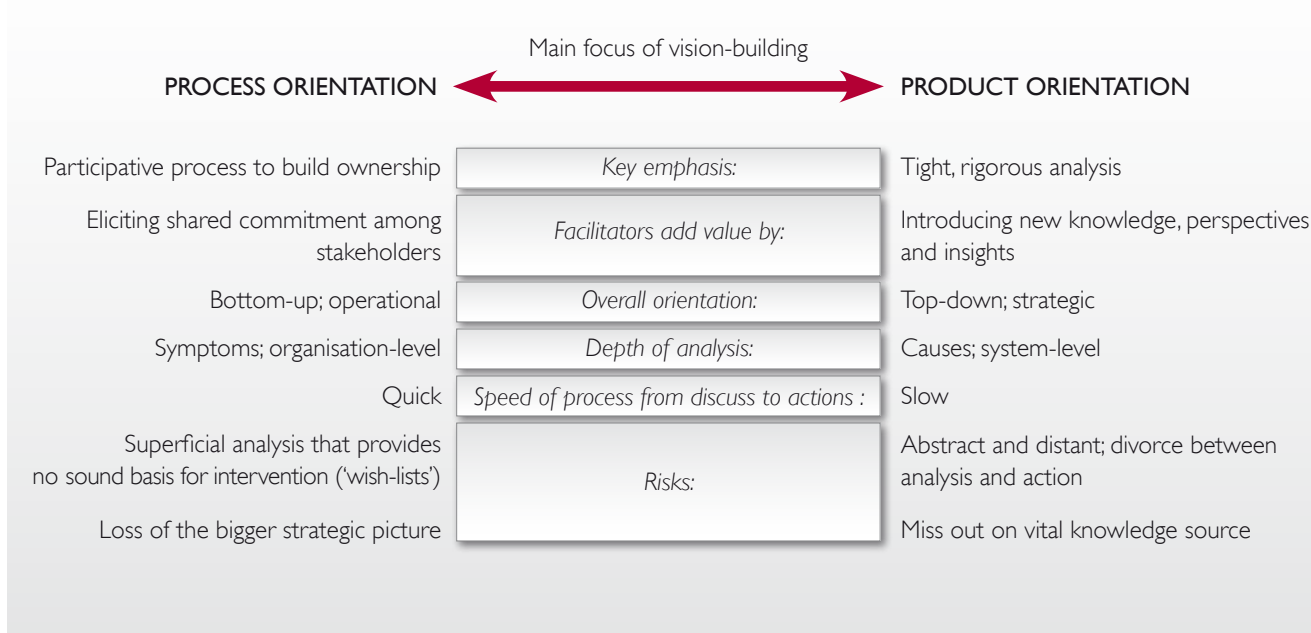 Main focus of vision-building
PROCESS ORIENTATION
PRODUCT ORIENTATION
Participative process to build ownership
Key emphasis:
Tight, rigorous analysis
Eliciting shared commitment among
stakeholders
Facilitators add value by:
Introducing new knowledge, perspectives
and insights
Bottom-up; operational
Overall orientation:
Top-down; strategic
Symptoms; organisation-level
Depth of analysis:
Causes; system-level
Quick
Speed of process from discuss to actions :
Slow
Superficial analysis that provides
no sound basis for intervention (‘wish-lists’)
Loss of the bigger strategic picture
Risks:
Abstract and distant; divorce between
analysis and action
Miss out on vital knowledge source